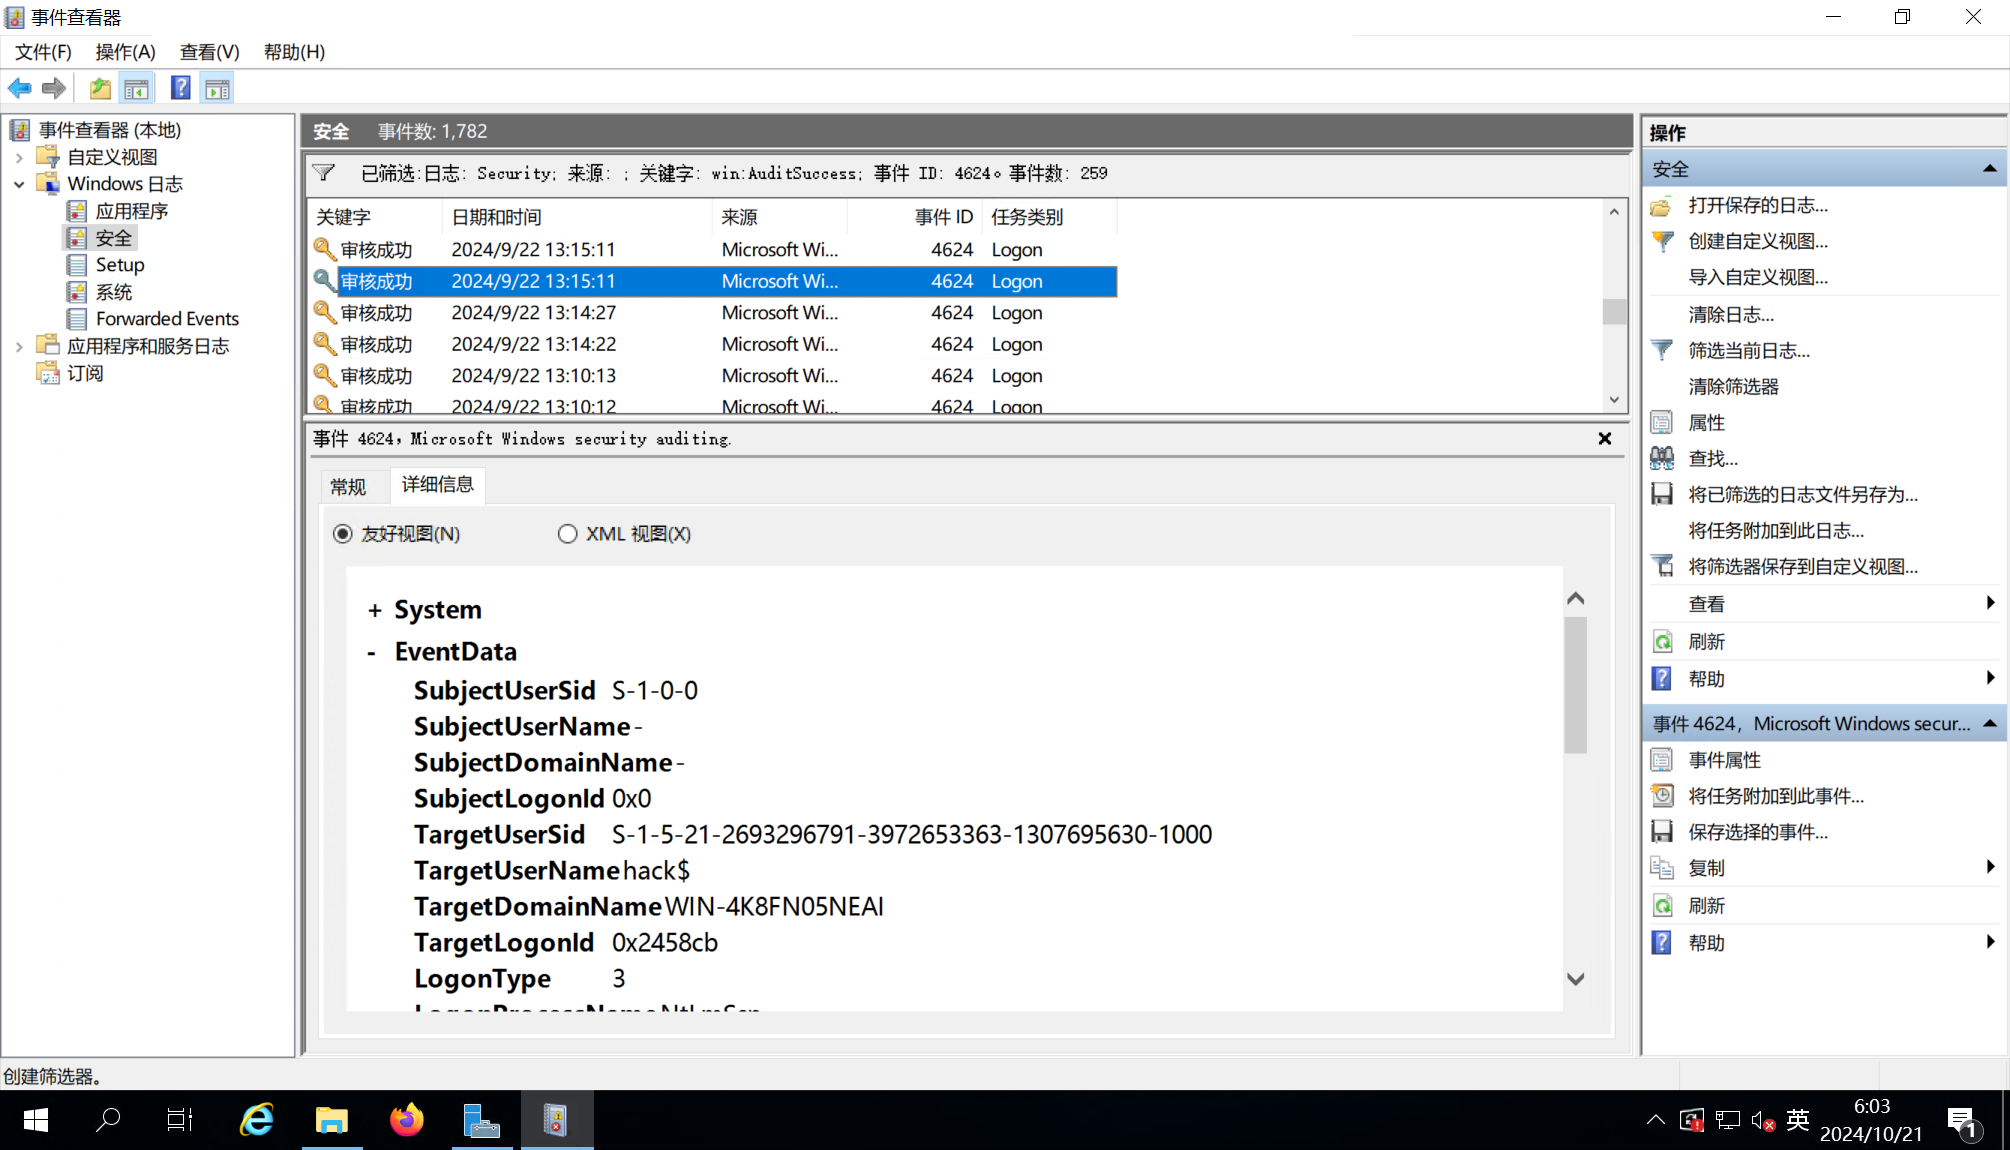 事件查看器
文件(F) 操作(A) 查看(V) 帮助(H)
事件查看器 (本地)
自定义视图
Windows 日志
应用程序
安全
Setup
系统
Forwarded Events
应用程序和服务日志
订阅
安全 事件数: 1,782
已筛选:日志: Security; 来源: ; 关键字: win:AuditSuccess; 事件 ID: 4624。事件数: 259
关键字 日期和时间 来源 事件 ID 任务类别
审核成功 2024/9/22 13:15:11 Microsoft Wi... 4624 Logon
审核成功 2024/9/22 13:15:11 Microsoft Wi... 4624 Logon
审核成功 2024/9/22 13:14:27 Microsoft Wi... 4624 Logon
审核成功 2024/9/22 13:14:22 Microsoft Wi... 4624 Logon
审核成功 2024/9/22 13:10:13 Microsoft Wi... 4624 Logon
审核成功 2024/9/22 13:10:12 Microsoft Wi... 4624 Logon
事件 4624，Microsoft Windows security auditing.
常规 详细信息
友好视图(N) XML 视图(X)
+ System
- EventData
SubjectUserSid S-1-0-0
SubjectUserName -
SubjectDomainName -
SubjectLogonId 0x0
TargetUserSid S-1-5-21-2693296791-3972653363-1307695630-1000
TargetUserName hack$
TargetDomainName WIN-4K8FN05NEAI
TargetLogonId 0x2458cb
LogonType 3
LogonProcessName NtLmSsp
操作
安全
打开保存的日志...
创建自定义视图...
导入自定义视图...
清除日志...
筛选当前日志...
清除筛选器
属性
查找...
将已筛选的日志文件另存为...
将任务附加到此日志...
将筛选器保存到自定义视图...
查看
刷新
帮助
事件 4624，Microsoft Windows secur...
事件属性
将任务附加到此事件...
保存选择的事件...
复制
刷新
帮助
创建筛选器。
英
6:03
2024/10/21
1